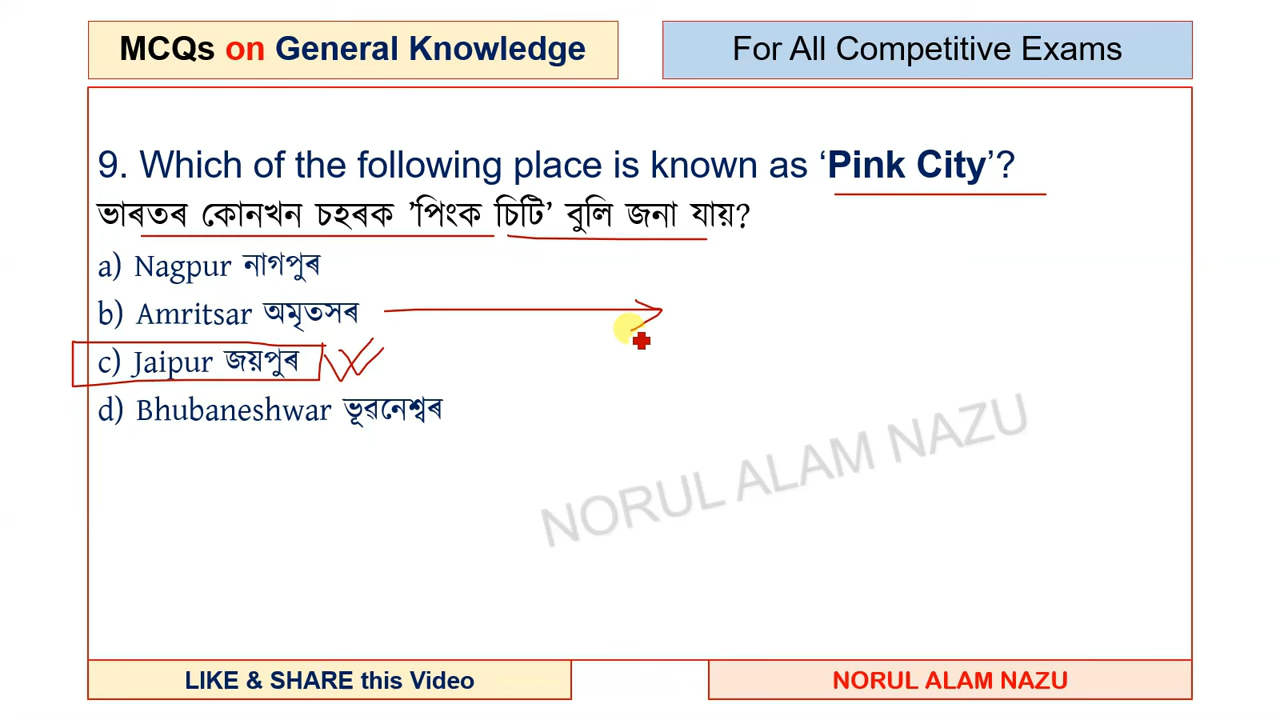 MCQs on General Knowledge
For All Competitive Exams
9. Which of the following place is known as ‘Pink City’?
ভাৰতৰ কোনখন চহৰক ’পিংক চিটি’ বুলি জনা যায়?
a) Nagpur নাগপুৰ
b) Amritsar অমৃতসৰ
c) Jaipur জয়পুৰ
d) Bhubaneshwar ভূৱনেশ্বৰ
NORUL ALAM NAZU
LIKE & SHARE this Video
NORUL ALAM NAZU